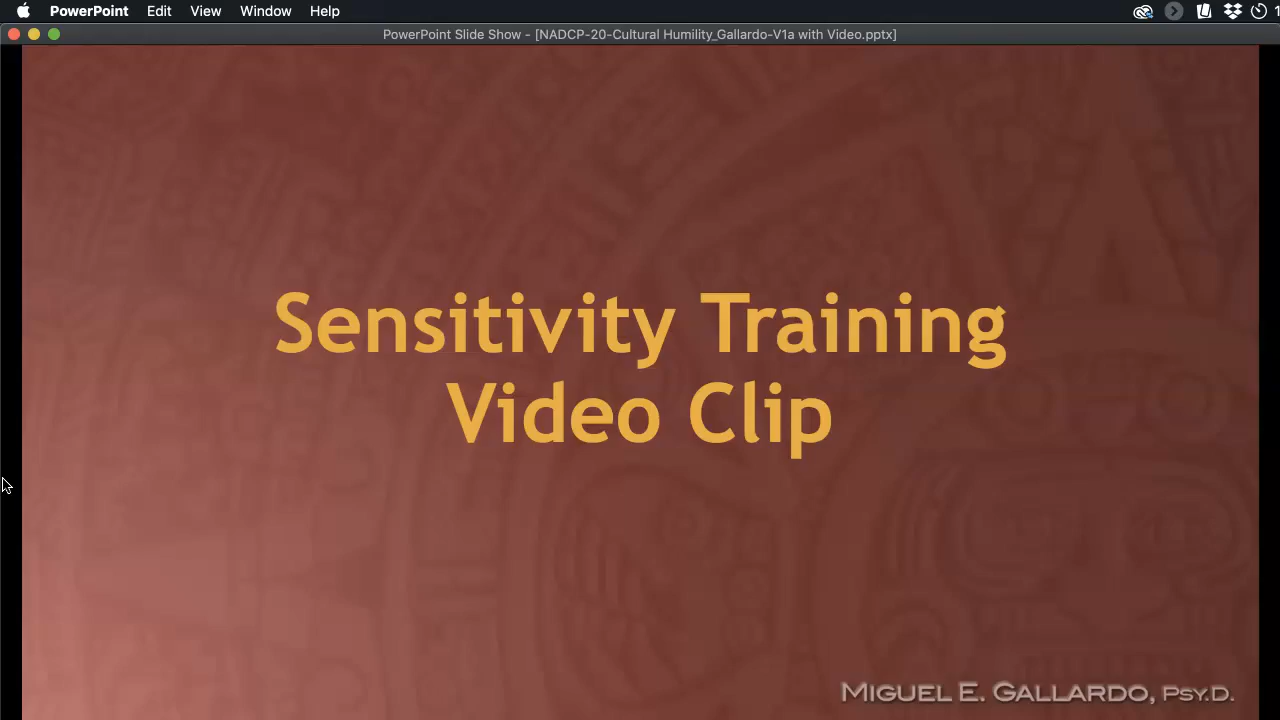 PowerPoint Edit View Window Help
PowerPoint Slide Show - [NADCP-20-Cultural Humility_Gallardo-V1a with Video.pptx]
Sensitivity Training
Video Clip
MIGUEL E. GALLARDO, PSY.D.